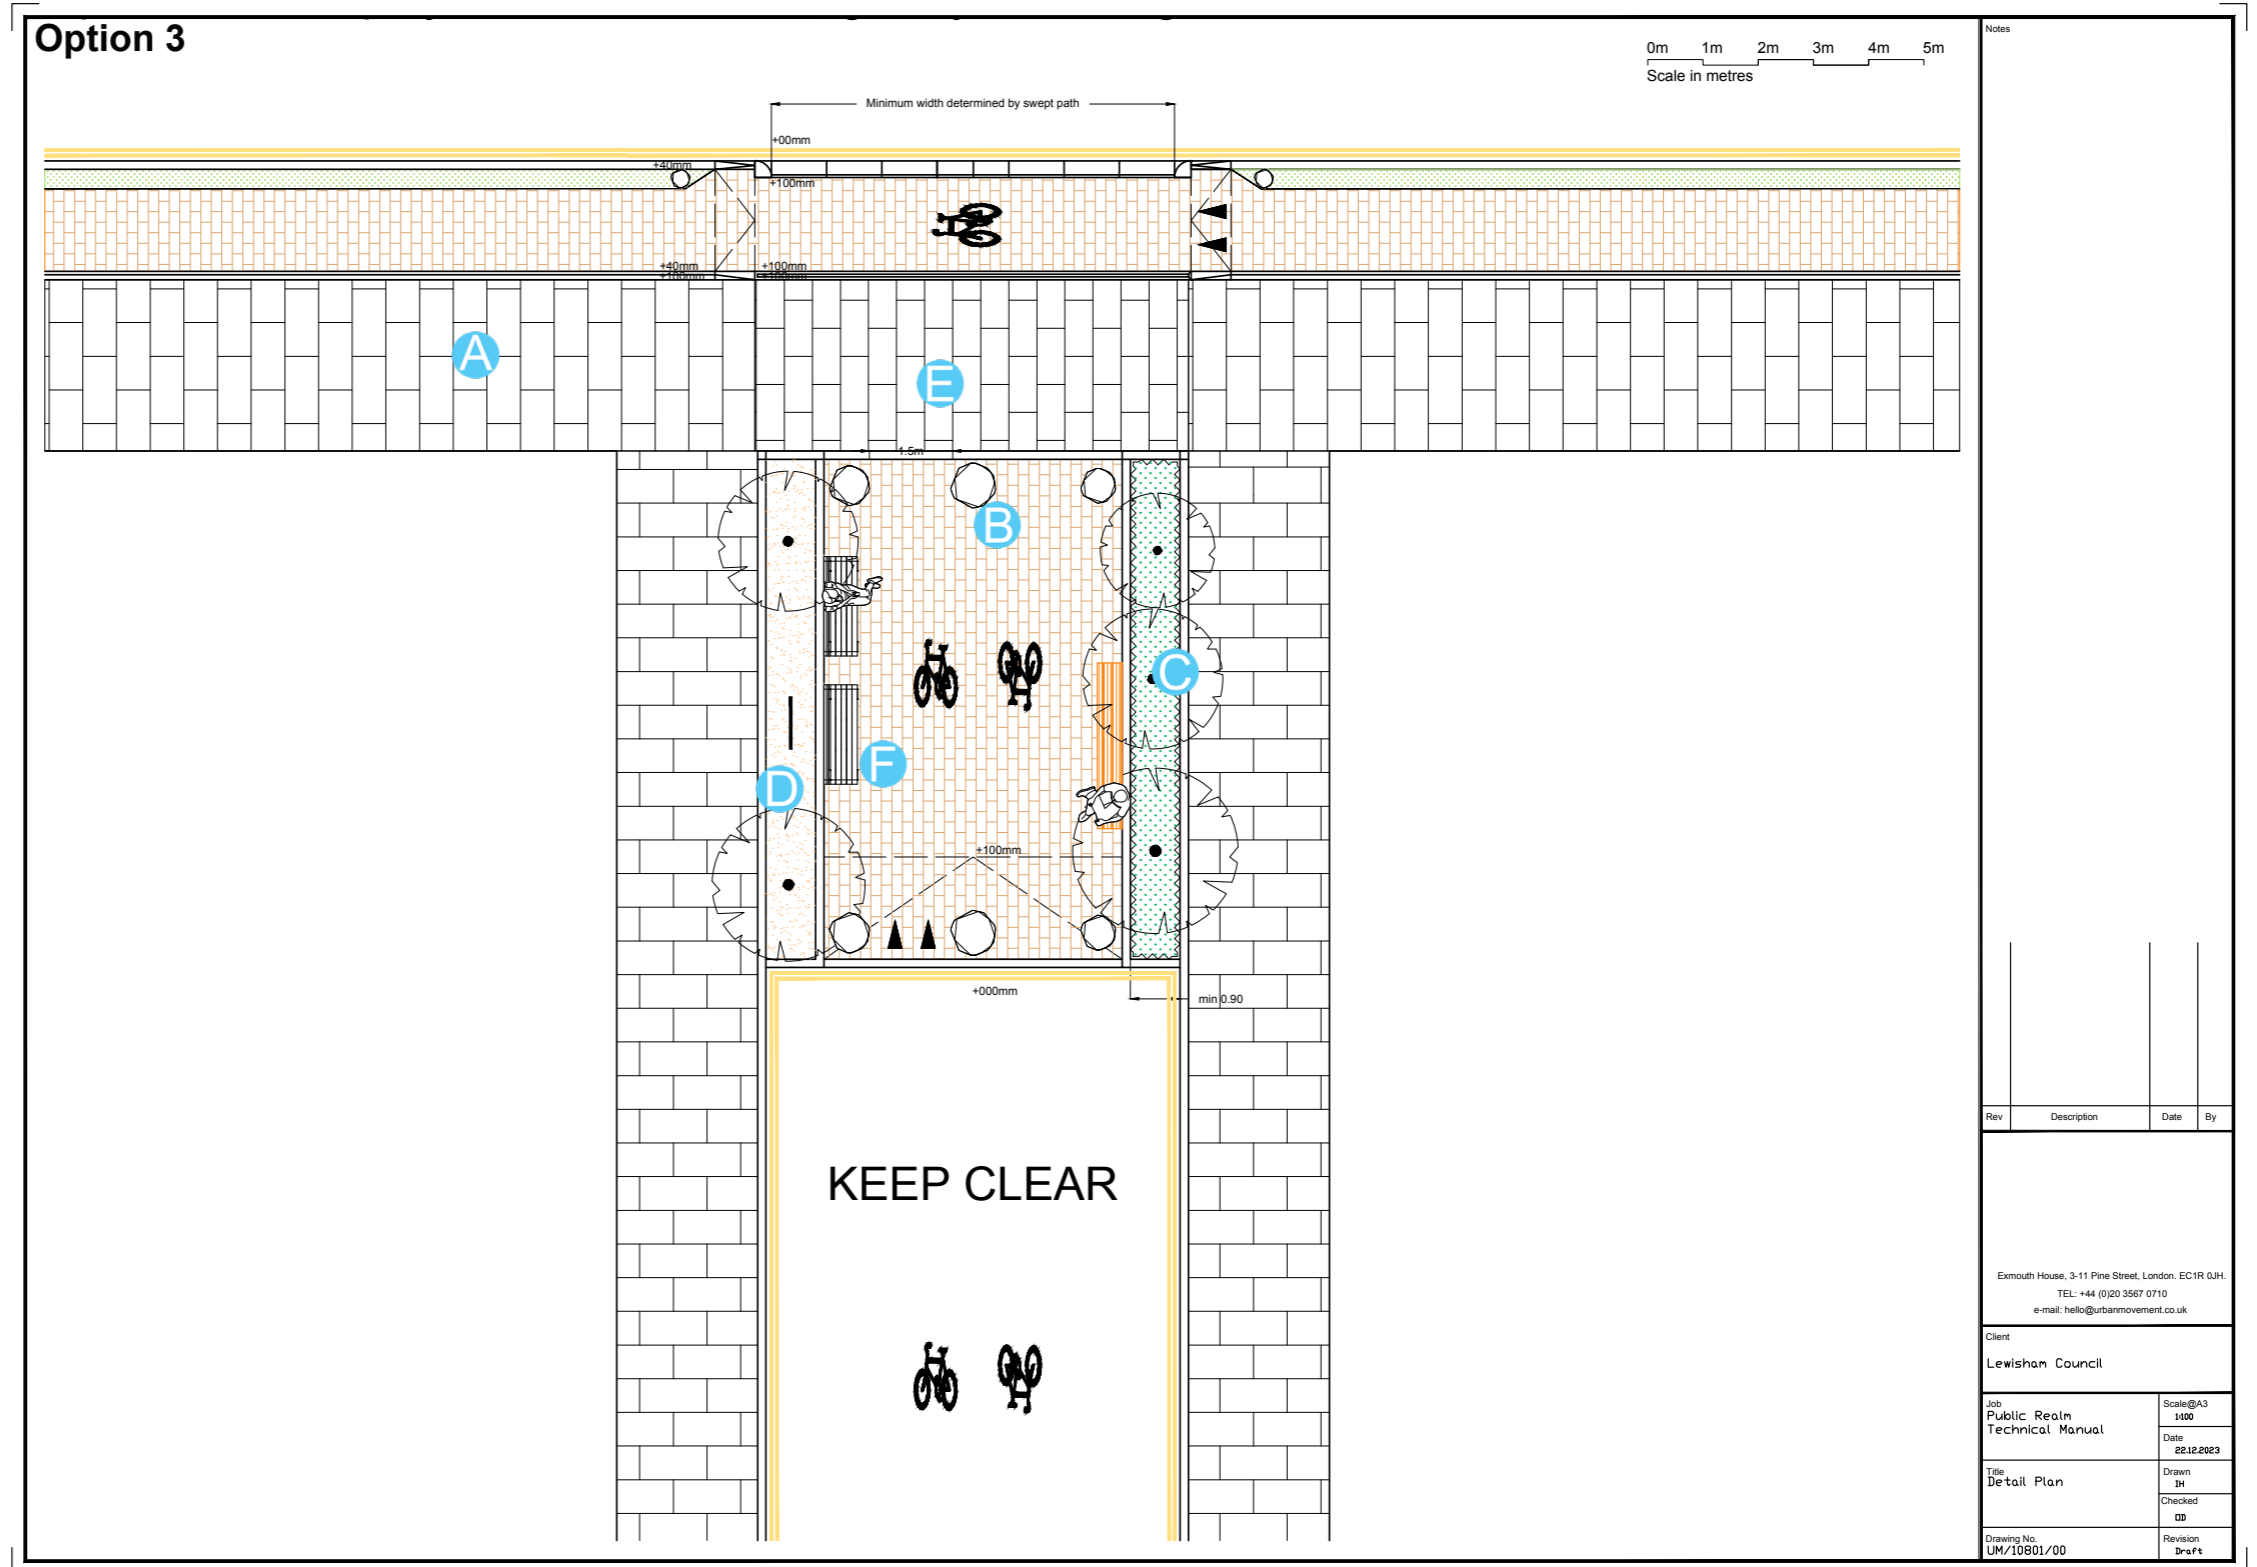 Option 3
0m 1m 2m 3m 4m 5m
Scale in metres
Notes
Minimum width determined by swept path
+00mm
+40mm
+100mm
+40mm
+100mm
+100mm
A
E
1.5m
B
C
F
D
+100mm
+000mm
min 0.90
KEEP CLEAR
Rev Description Date By
Exmouth House, 3-11 Pine Street, London. EC1R 0JH.
TEL: +44 (0)20 3567 0710
e-mail: hello@urbanmovement.co.uk
Client
Lewisham Council
Job
Public Realm
Technical Manual
Scale@A3
1:100
Date
22.12.2023
Title
Detail Plan
Drawn
IH
Checked
OD
Drawing No.
UM/10801/00
Revision
Draft